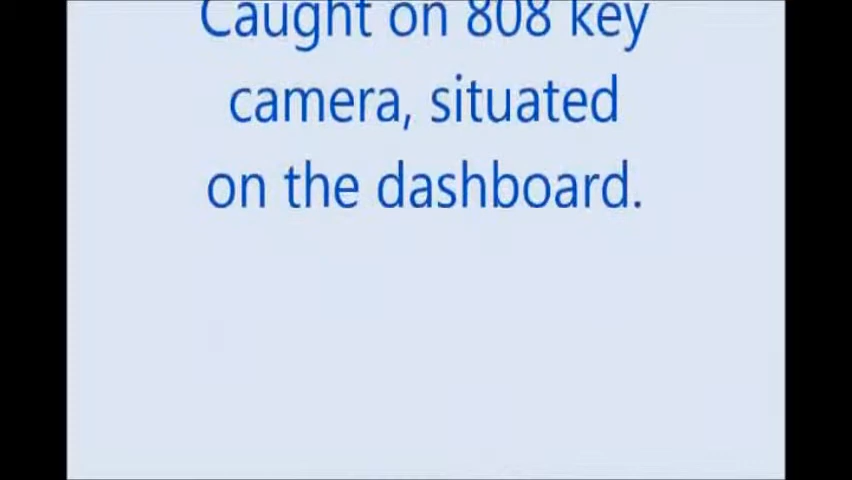 Caught on 808 key
camera, situated
on the dashboard.